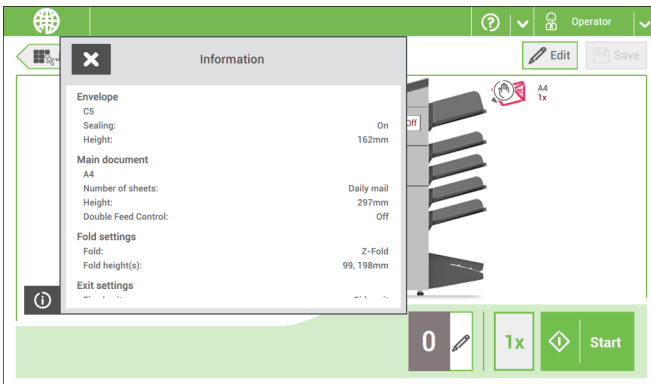 ? Operator
Edit Save
Information
Envelope
C5
Sealing: On
Height: 162mm
Main document
A4
Number of sheets: Daily mail
Height: 297mm
Double Feed Control: Off
Fold settings
Fold: Z-Fold
Fold height(s): 99, 198mm
Exit settings
Off
A4
1x
0 1x Start